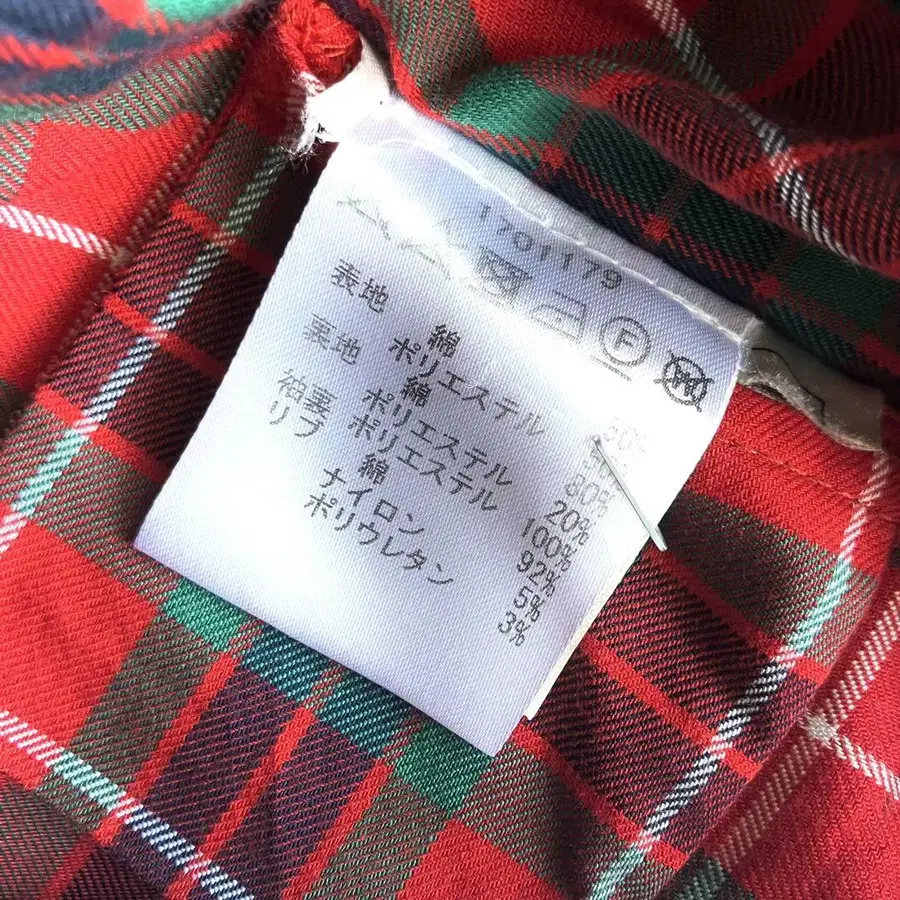 1701179
F
表地 綿 50%
ポリエステル 50%
裏地 綿 80%
ポリエステル 20%
袖裏 ポリエステル 100%
リブ 綿 92%
ナイロン 5%
ポリウレタン 3%